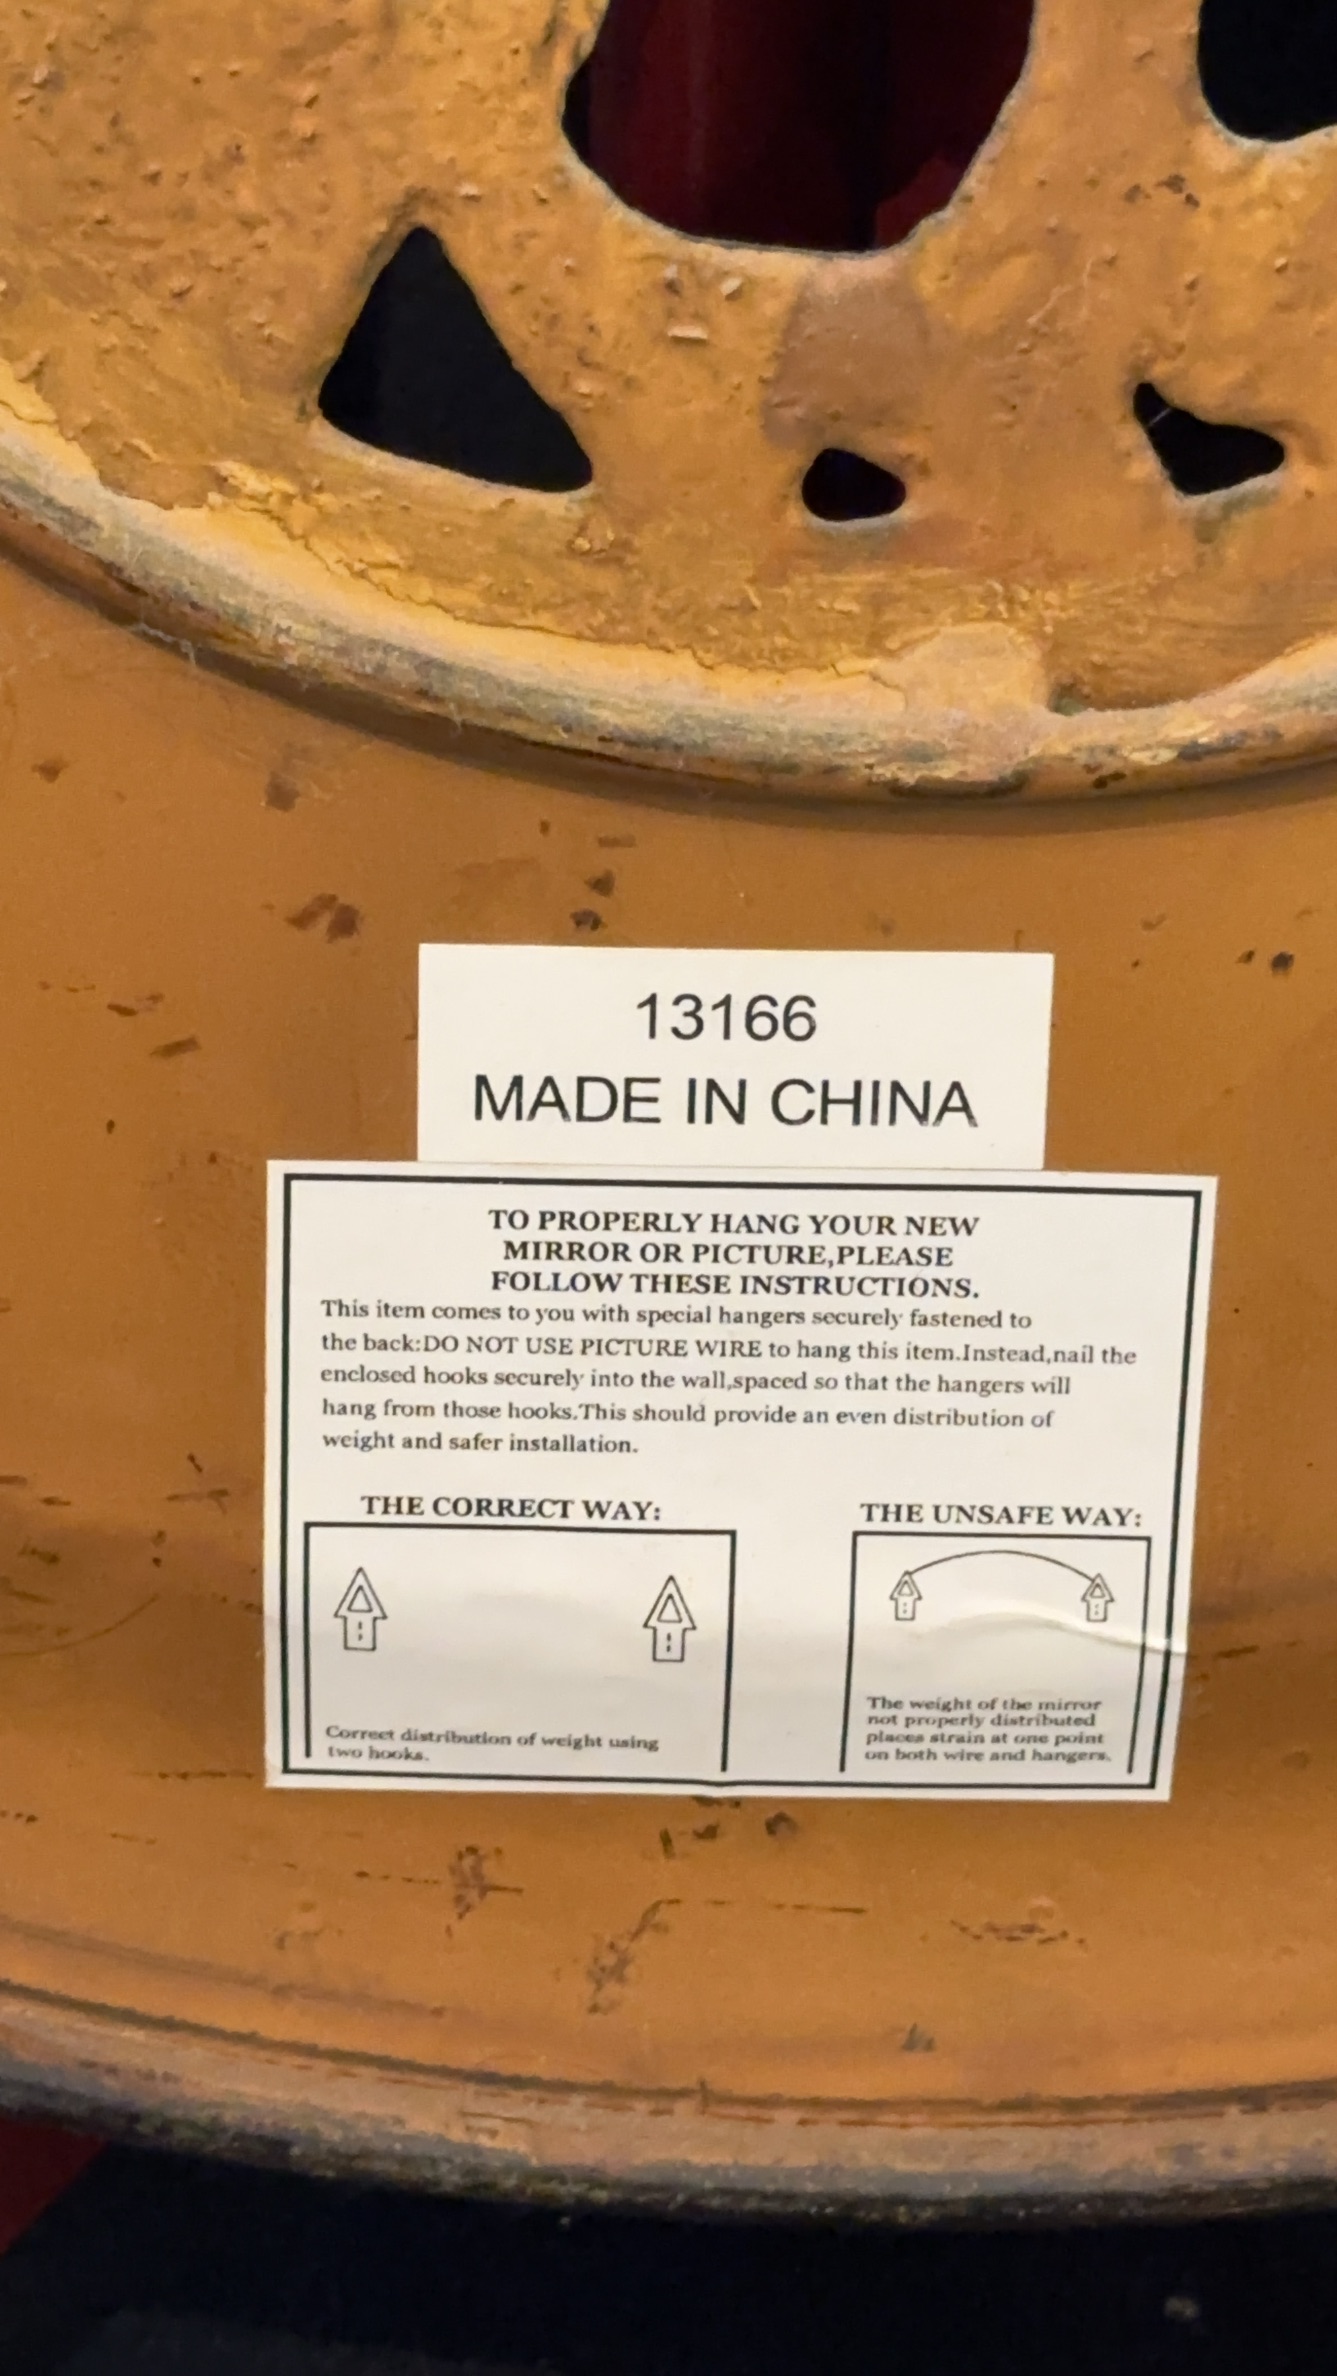 13166
MADE IN CHINA
TO PROPERLY HANG YOUR NEW
MIRROR OR PICTURE,PLEASE
FOLLOW THESE INSTRUCTIONS.
This item comes to you with special hangers securely fastened to
the back:DO NOT USE PICTURE WIRE to hang this item.Instead,nail the
enclosed hooks securely into the wall,spaced so that the hangers will
hang from those hooks.This should provide an even distribution of
weight and safer installation.
THE CORRECT WAY:
Correct distribution of weight using
two hooks.
THE UNSAFE WAY:
The weight of the mirror
not properly distributed
places strain at one point
on both wire and hangers.